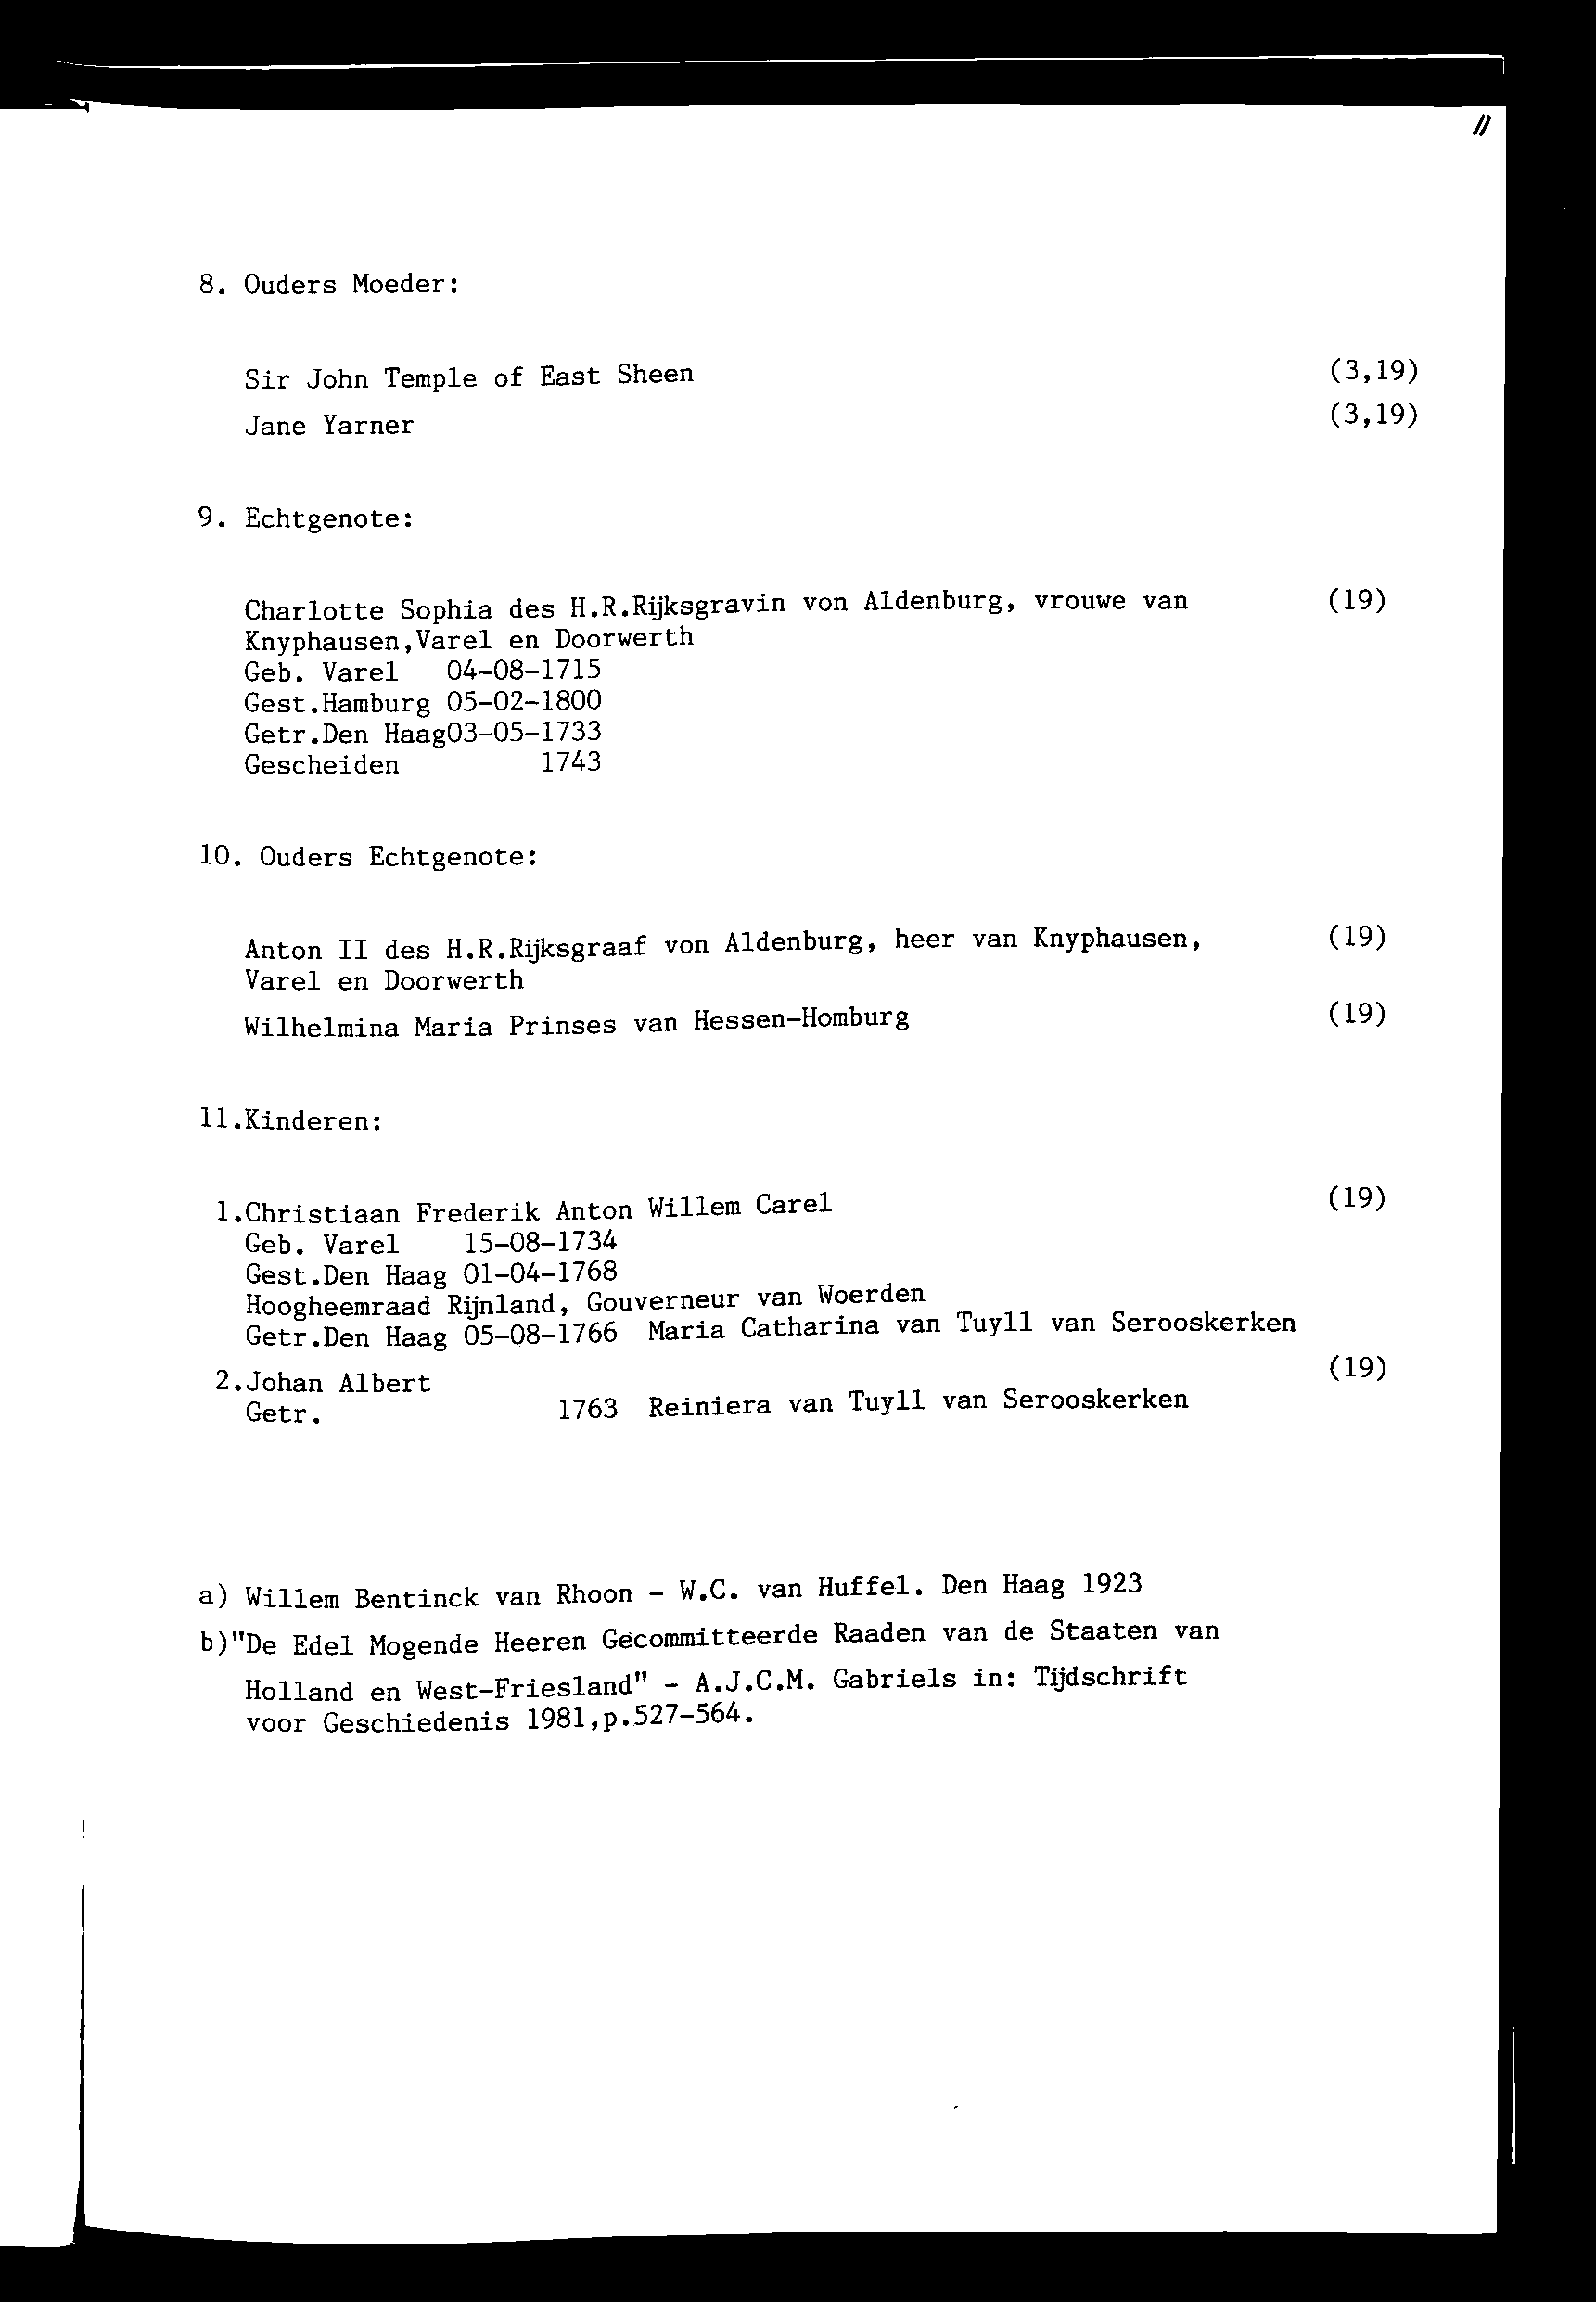 11
8. Ouders Moeder:
Sir John Temple of East Sheen (3,19)
Jane Yarner (3,19)
9. Echtgenote:
Charlotte Sophia des H.R.Rijksgravin von Aldenburg, vrouwe van (19)
Knyphausen,Varel en Doorwerth
Geb. Varel 04-08-1715
Gest.Hamburg 05-02-1800
Getr.Den Haag03-05-1733
Gescheiden 1743
10. Ouders Echtgenote:
Anton II des H.R.Rijksgraaf von Aldenburg, heer van Knyphausen, (19)
Varel en Doorwerth
Wilhelmina Maria Prinses van Hessen-Homburg (19)
11.Kinderen:
1.Christiaan Frederik Anton Willem Carel (19)
Geb. Varel 15-08-1734
Gest.Den Haag 01-04-1768
Hoogheemraad Rijnland, Gouverneur van Woerden
Getr.Den Haag 05-08-1766 Maria Catharina van Tuyll van Serooskerken
2.Johan Albert (19)
Getr. 1763 Reiniera van Tuyll van Serooskerken
a) Willem Bentinck van Rhoon - W.C. van Huffel. Den Haag 1923
b)"De Edel Mogende Heeren Gecommitteerde Raaden van de Staaten van
Holland en West-Friesland" - A.J.C.M. Gabriels in: Tijdschrift
voor Geschiedenis 1981,p.527-564.